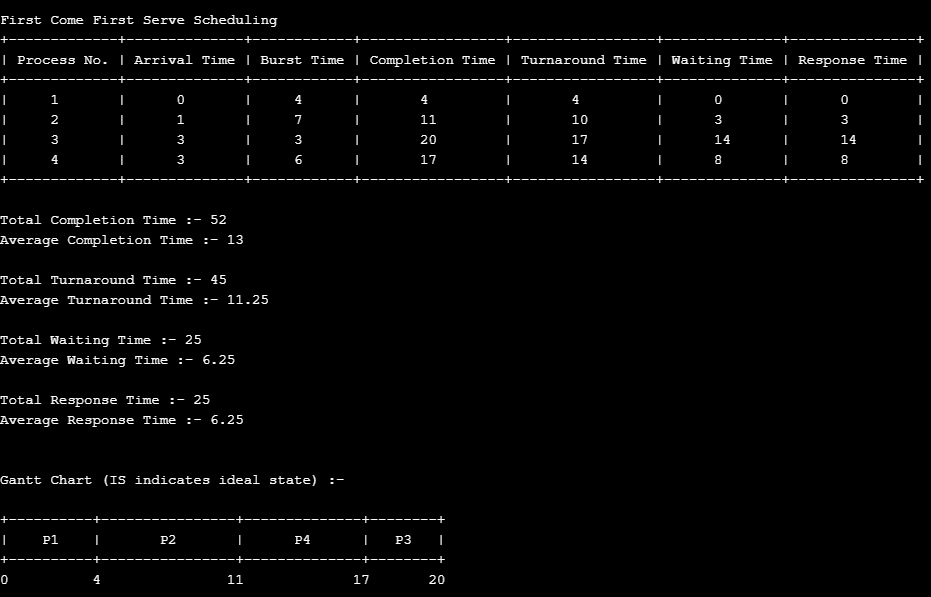 First Come First Serve Scheduling
+-------------+--------------+------------+-----------------+-----------------+--------------+---------------+
| Process No. | Arrival Time | Burst Time | Completion Time | Turnaround Time | Waiting Time | Response Time |
+-------------+--------------+------------+-----------------+-----------------+--------------+---------------+
|     1       |      0       |     4      |       4         |       4         |      0       |      0        |
|     2       |      1       |     7      |       11        |       10        |      3       |      3        |
|     3       |      3       |     3      |       20        |       17        |      14      |      14       |
|     4       |      3       |     6      |       17        |       14        |      8       |      8        |
+-------------+--------------+------------+-----------------+-----------------+--------------+---------------+
Total Completion Time :- 52
Average Completion Time :- 13
Total Turnaround Time :- 45
Average Turnaround Time :- 11.25
Total Waiting Time :- 25
Average Waiting Time :- 6.25
Total Response Time :- 25
Average Response Time :- 6.25
Gantt Chart (IS indicates ideal state) :-
+----------+----------------+--------------+--------+
|    P1    |       P2       |      P4      |   P3   |
+----------+----------------+--------------+--------+
0          4               11             17       20